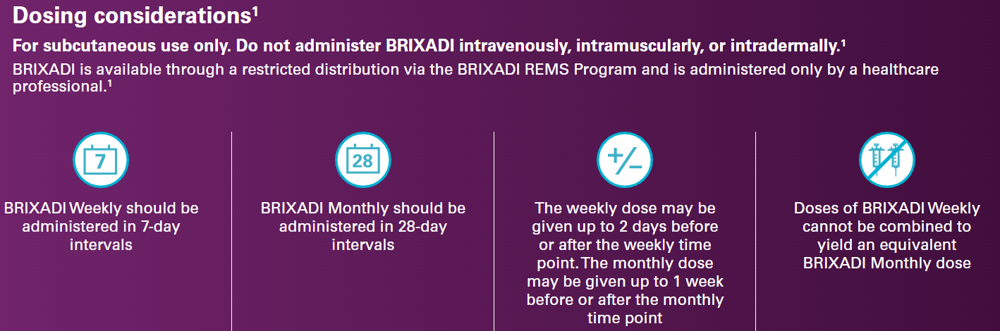 Dosing considerations¹
For subcutaneous use only. Do not administer BRIXADI intravenously, intramuscularly, or intradermally.¹
BRIXADI is available through a restricted distribution via the BRIXADI REMS Program and is administered only by a healthcare
professional.¹
7
BRIXADI Weekly should be
administered in 7-day
intervals
28
BRIXADI Monthly should be
administered in 28-day
intervals
+/−
The weekly dose may be
given up to 2 days before
or after the weekly time
point. The monthly dose
may be given up to 1 week
before or after the monthly
time point
Doses of BRIXADI Weekly
cannot be combined to
yield an equivalent
BRIXADI Monthly dose